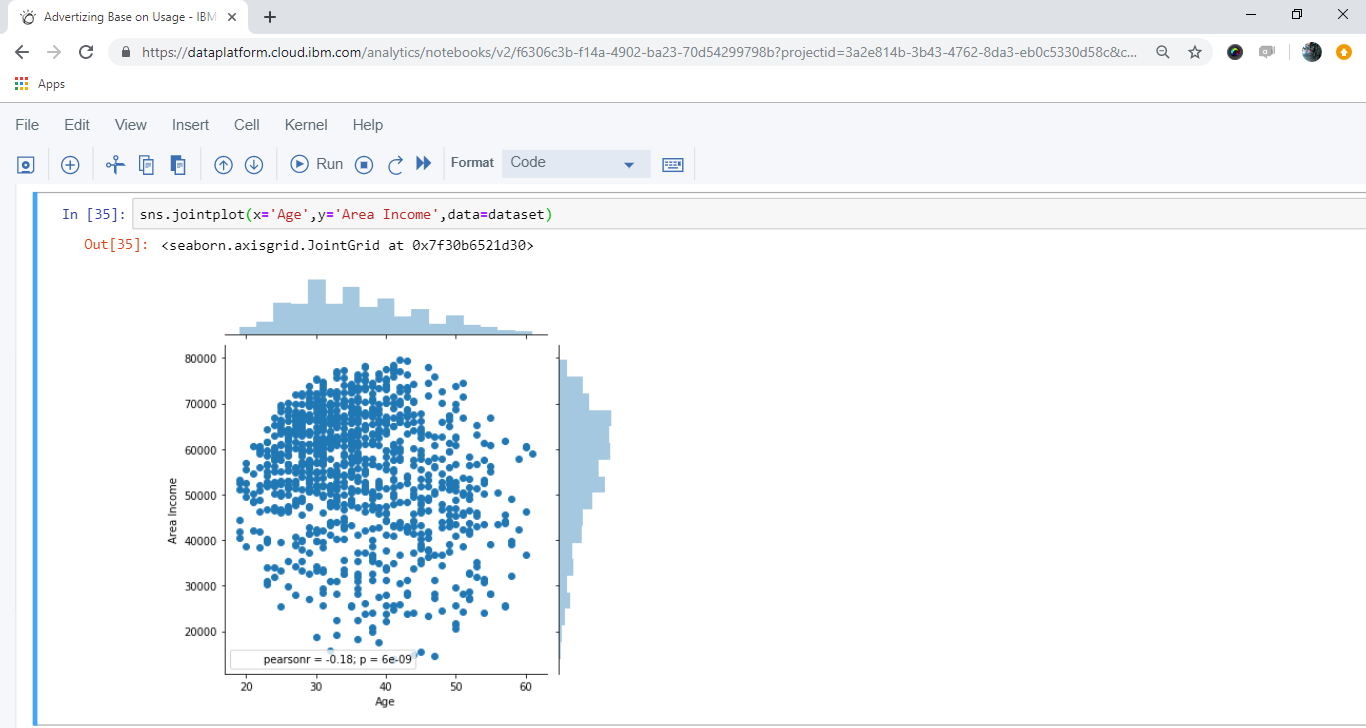 Advertizing Base on Usage - IBM
https://dataplatform.cloud.ibm.com/analytics/notebooks/v2/f6306c3b-f14a-4902-ba23-70d54299798b?projectid=3a2e814b-3b43-4762-8da3-eb0c5330d58c&c...
Apps
File Edit View Insert Cell Kernel Help
Run Format Code
In [35]: sns.jointplot(x='Age',y='Area Income',data=dataset)
Out[35]: <seaborn.axisgrid.JointGrid at 0x7f30b6521d30>
80000
70000
60000
50000
40000
30000
20000
Area Income
pearsonr = -0.18; p = 6e-09
20 30 40 50 60
Age